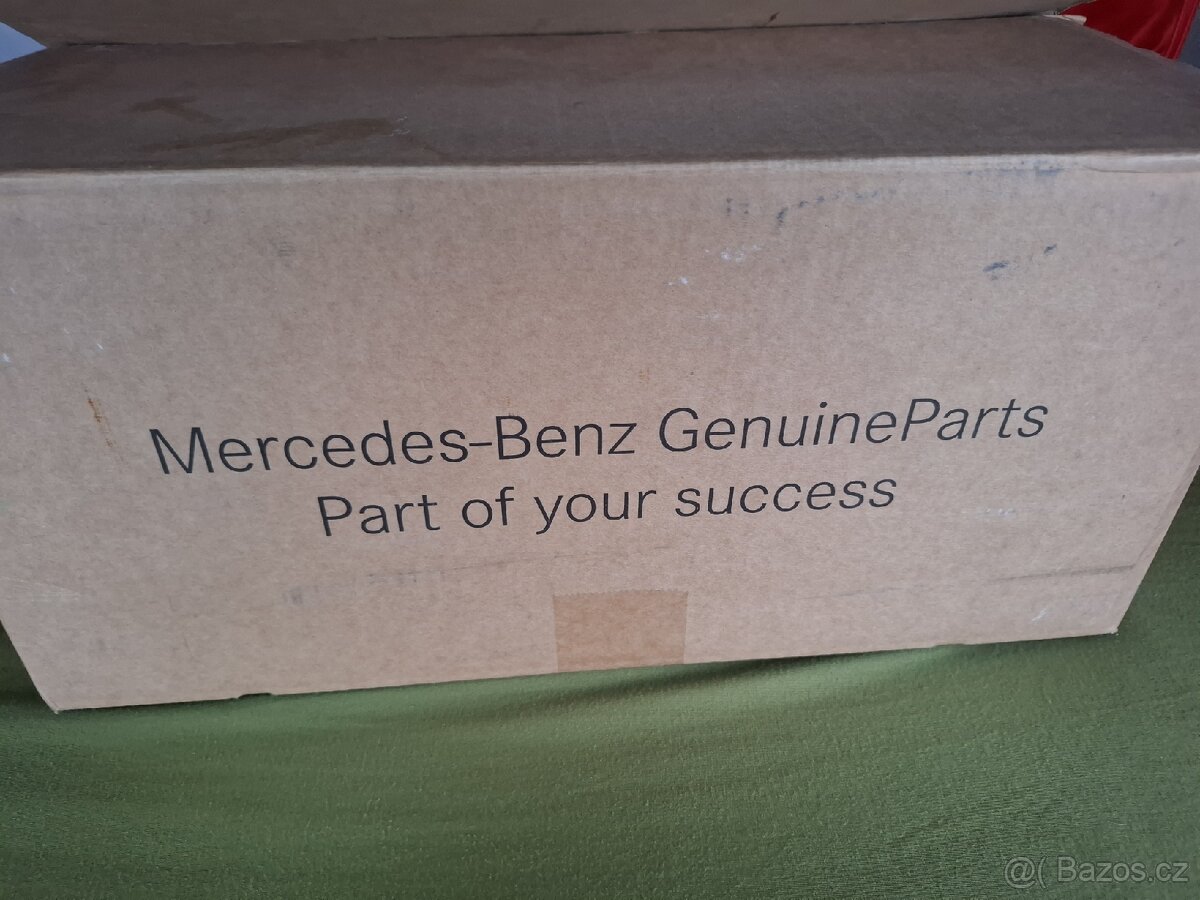 Mercedes-Benz GenuineParts
Part of your success
@( Bazos.cz